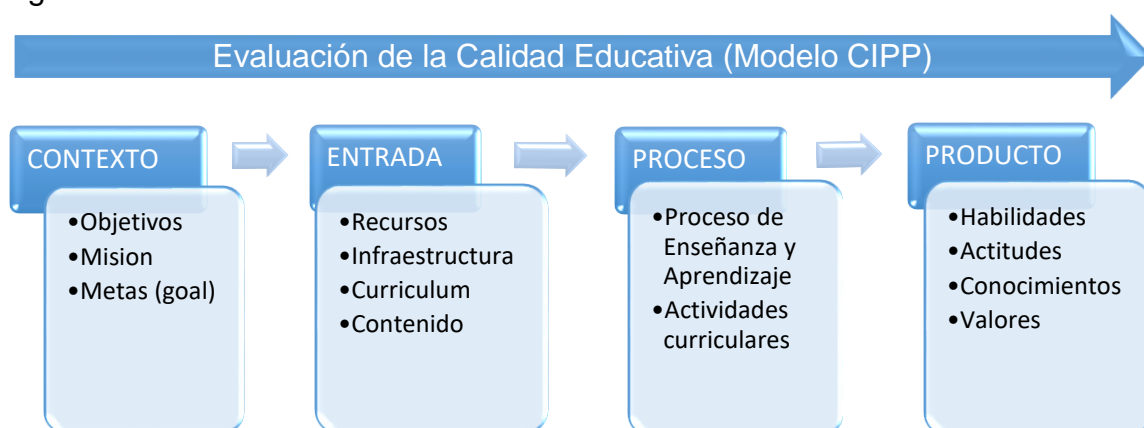 Evaluación de la Calidad Educativa (Modelo CIPP)
CONTEXTO
•Objetivos
•Mision
•Metas (goal)
ENTRADA
•Recursos
•Infraestructura
•Curriculum
•Contenido
PROCESO
•Proceso de
Enseñanza y
Aprendizaje
•Actividades
curriculares
PRODUCTO
•Habilidades
•Actitudes
•Conocimientos
•Valores